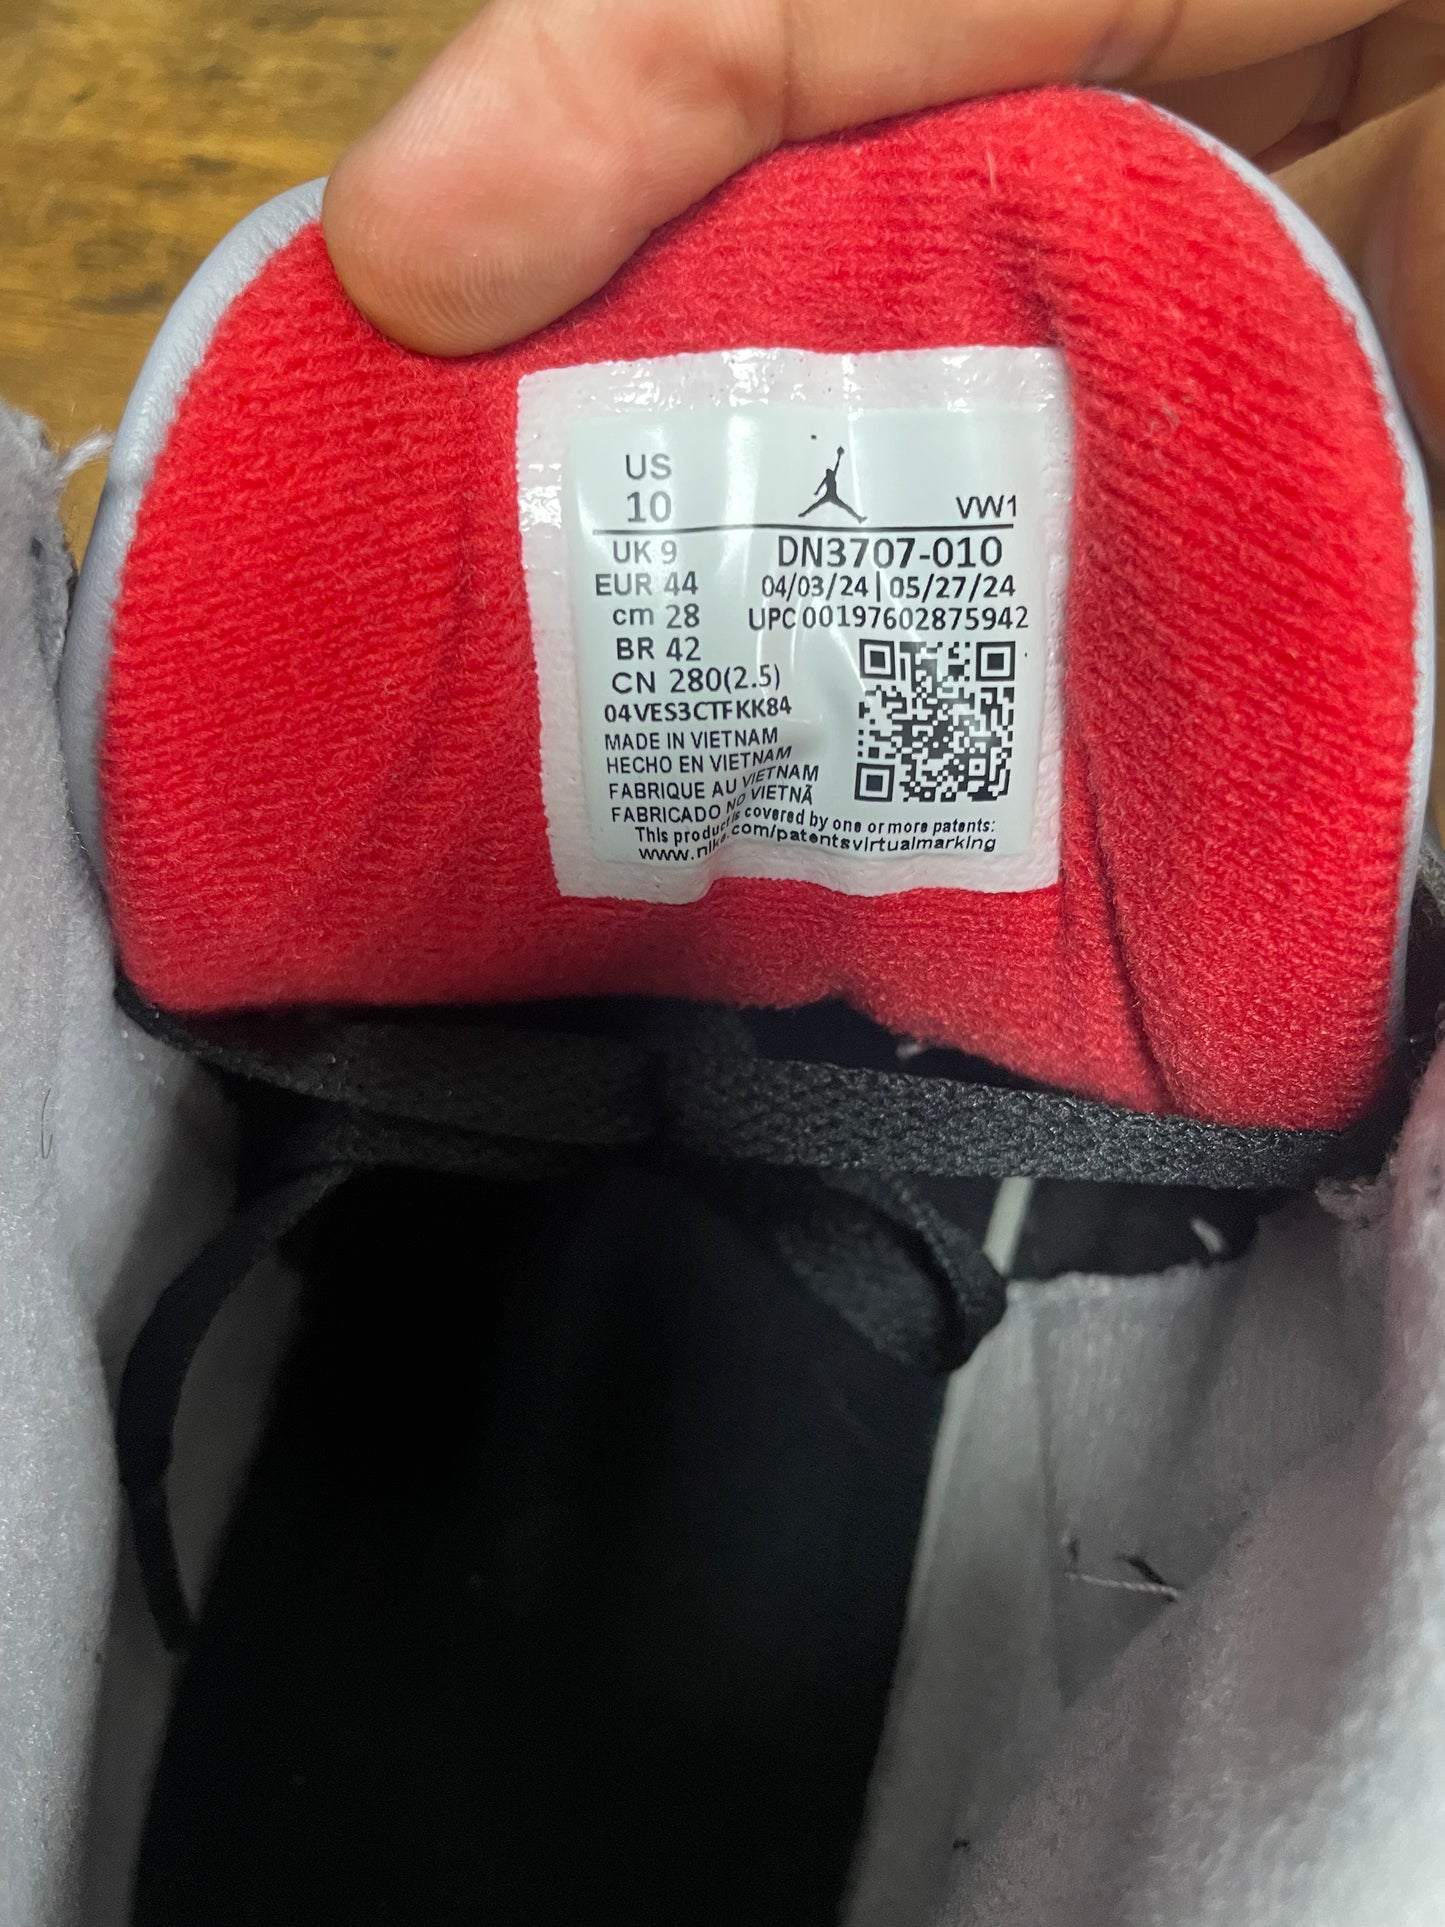 US
10
VW1
UK 9
DN3707-010
EUR 44
04/03/24 | 05/27/24
cm 28
UPC 00197602875942
BR 42
CN 280(2.5)
04VES3CTFKK84
MADE IN VIETNAM
HECHO EN VIETNAM
FABRIQUE AU VIETNAM
FABRICADO NO VIETNÃ
This product is covered by one or more patents:
www.nike.com/patentsvirtualmarking